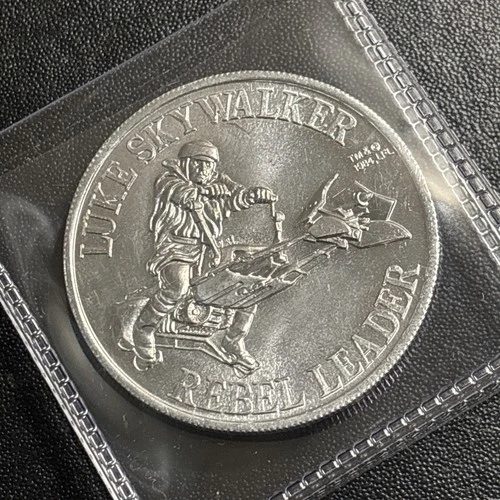 LUKE SKYWALKER
TM & ©
1984 LFL
REBEL LEADER